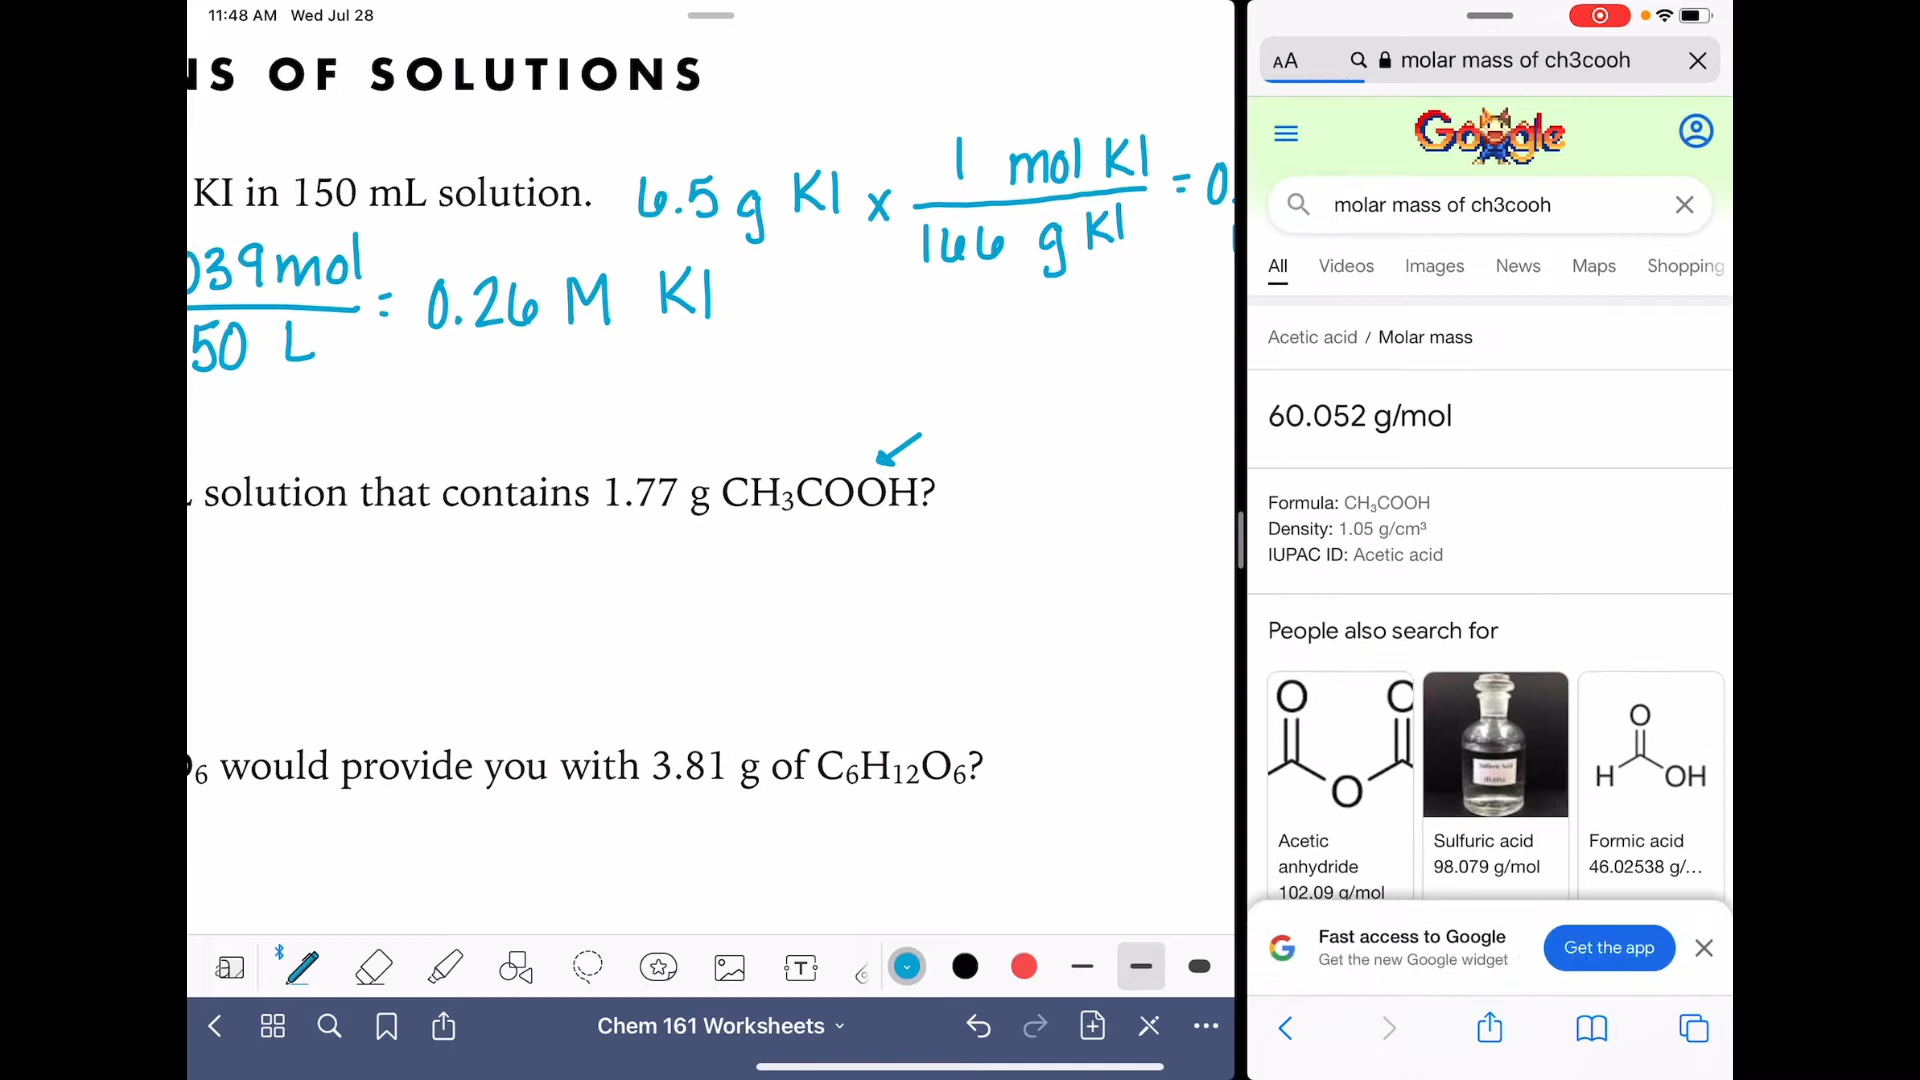 11:48 AM Wed Jul 28
NS OF SOLUTIONS
KI in 150 mL solution.
6.5 g KI x 1 mol KI = 0.
166 g KI
039 mol = 0.26 M KI
50 L
solution that contains 1.77 g CH₃COOH?
₆ would provide you with 3.81 g of C₆H₁₂O₆?
T
Chem 161 Worksheets
AA molar mass of ch3cooh
Google
molar mass of ch3cooh
All Videos Images News Maps Shopping
Acetic acid / Molar mass
60.052 g/mol
Formula: CH₃COOH
Density: 1.05 g/cm³
IUPAC ID: Acetic acid
People also search for
O O
O
H O OH
Acetic
anhydride
102.09 g/mol
Sulfuric acid
98.079 g/mol
Formic acid
46.02538 g/...
G
Fast access to Google
Get the new Google widget
Get the app